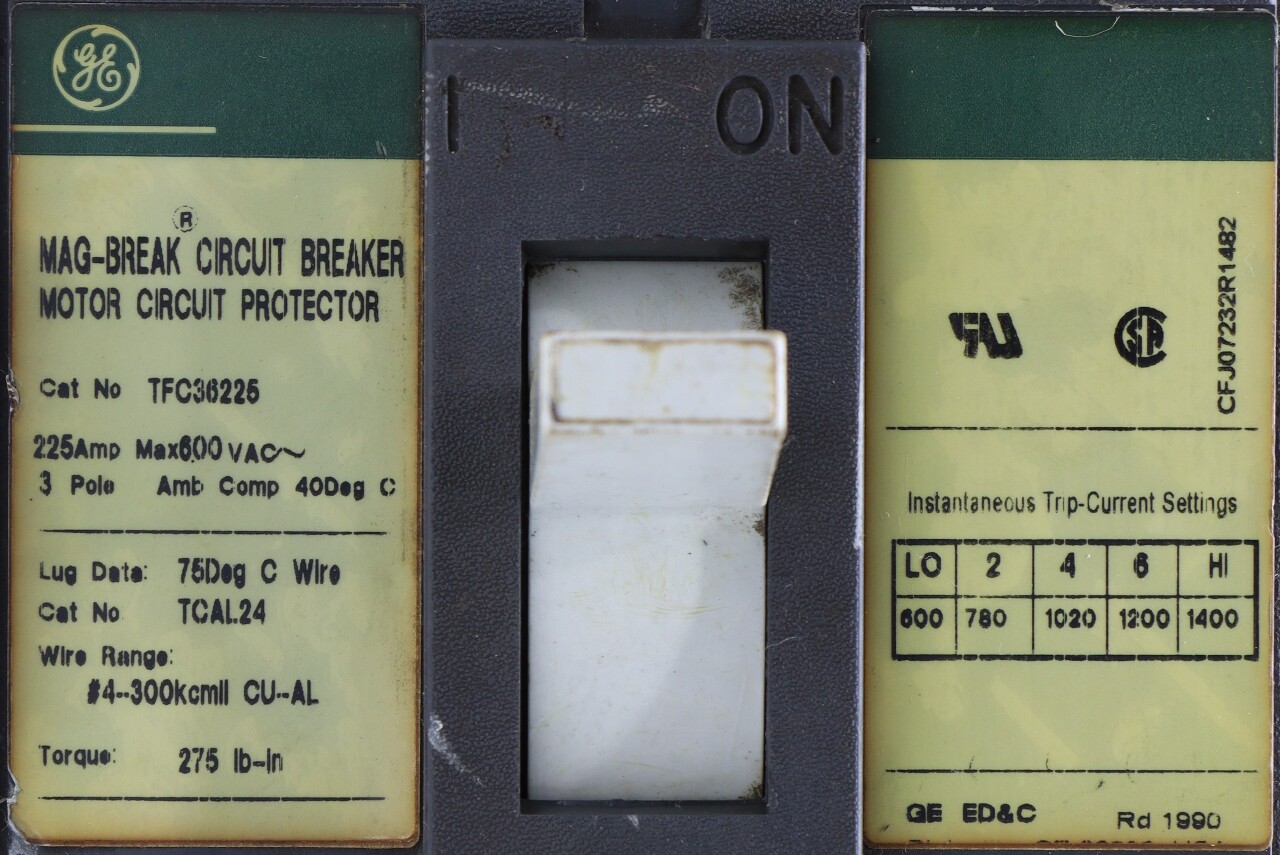 GE
®
MAG-BREAK CIRCUIT BREAKER
MOTOR CIRCUIT PROTECTOR
Cat No TFC36225
225Amp Max600VAC~
3 Pole Amb Comp 40Deg C
Lug Data: 75Deg C Wire
Cat No TCAL24
Wire Range:
#4-300kcmil CU-AL
Torque: 275 lb-in
I ON
CFJ07232R1482
Instantaneous Trip-Current Settings
LO 2 4 6 HI
600 780 1020 1200 1400
GE ED&C Rd 1990